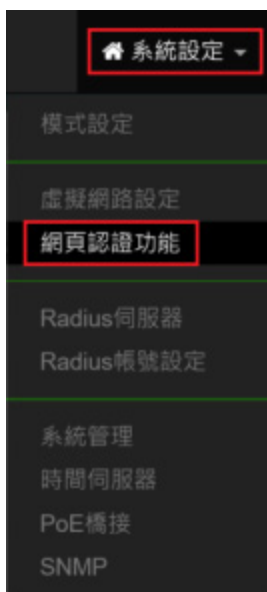 系統設定
模式設定
虛擬網路設定
網頁認證功能
Radius伺服器
Radius帳號設定
系統管理
時間伺服器
PoE橋接
SNMP